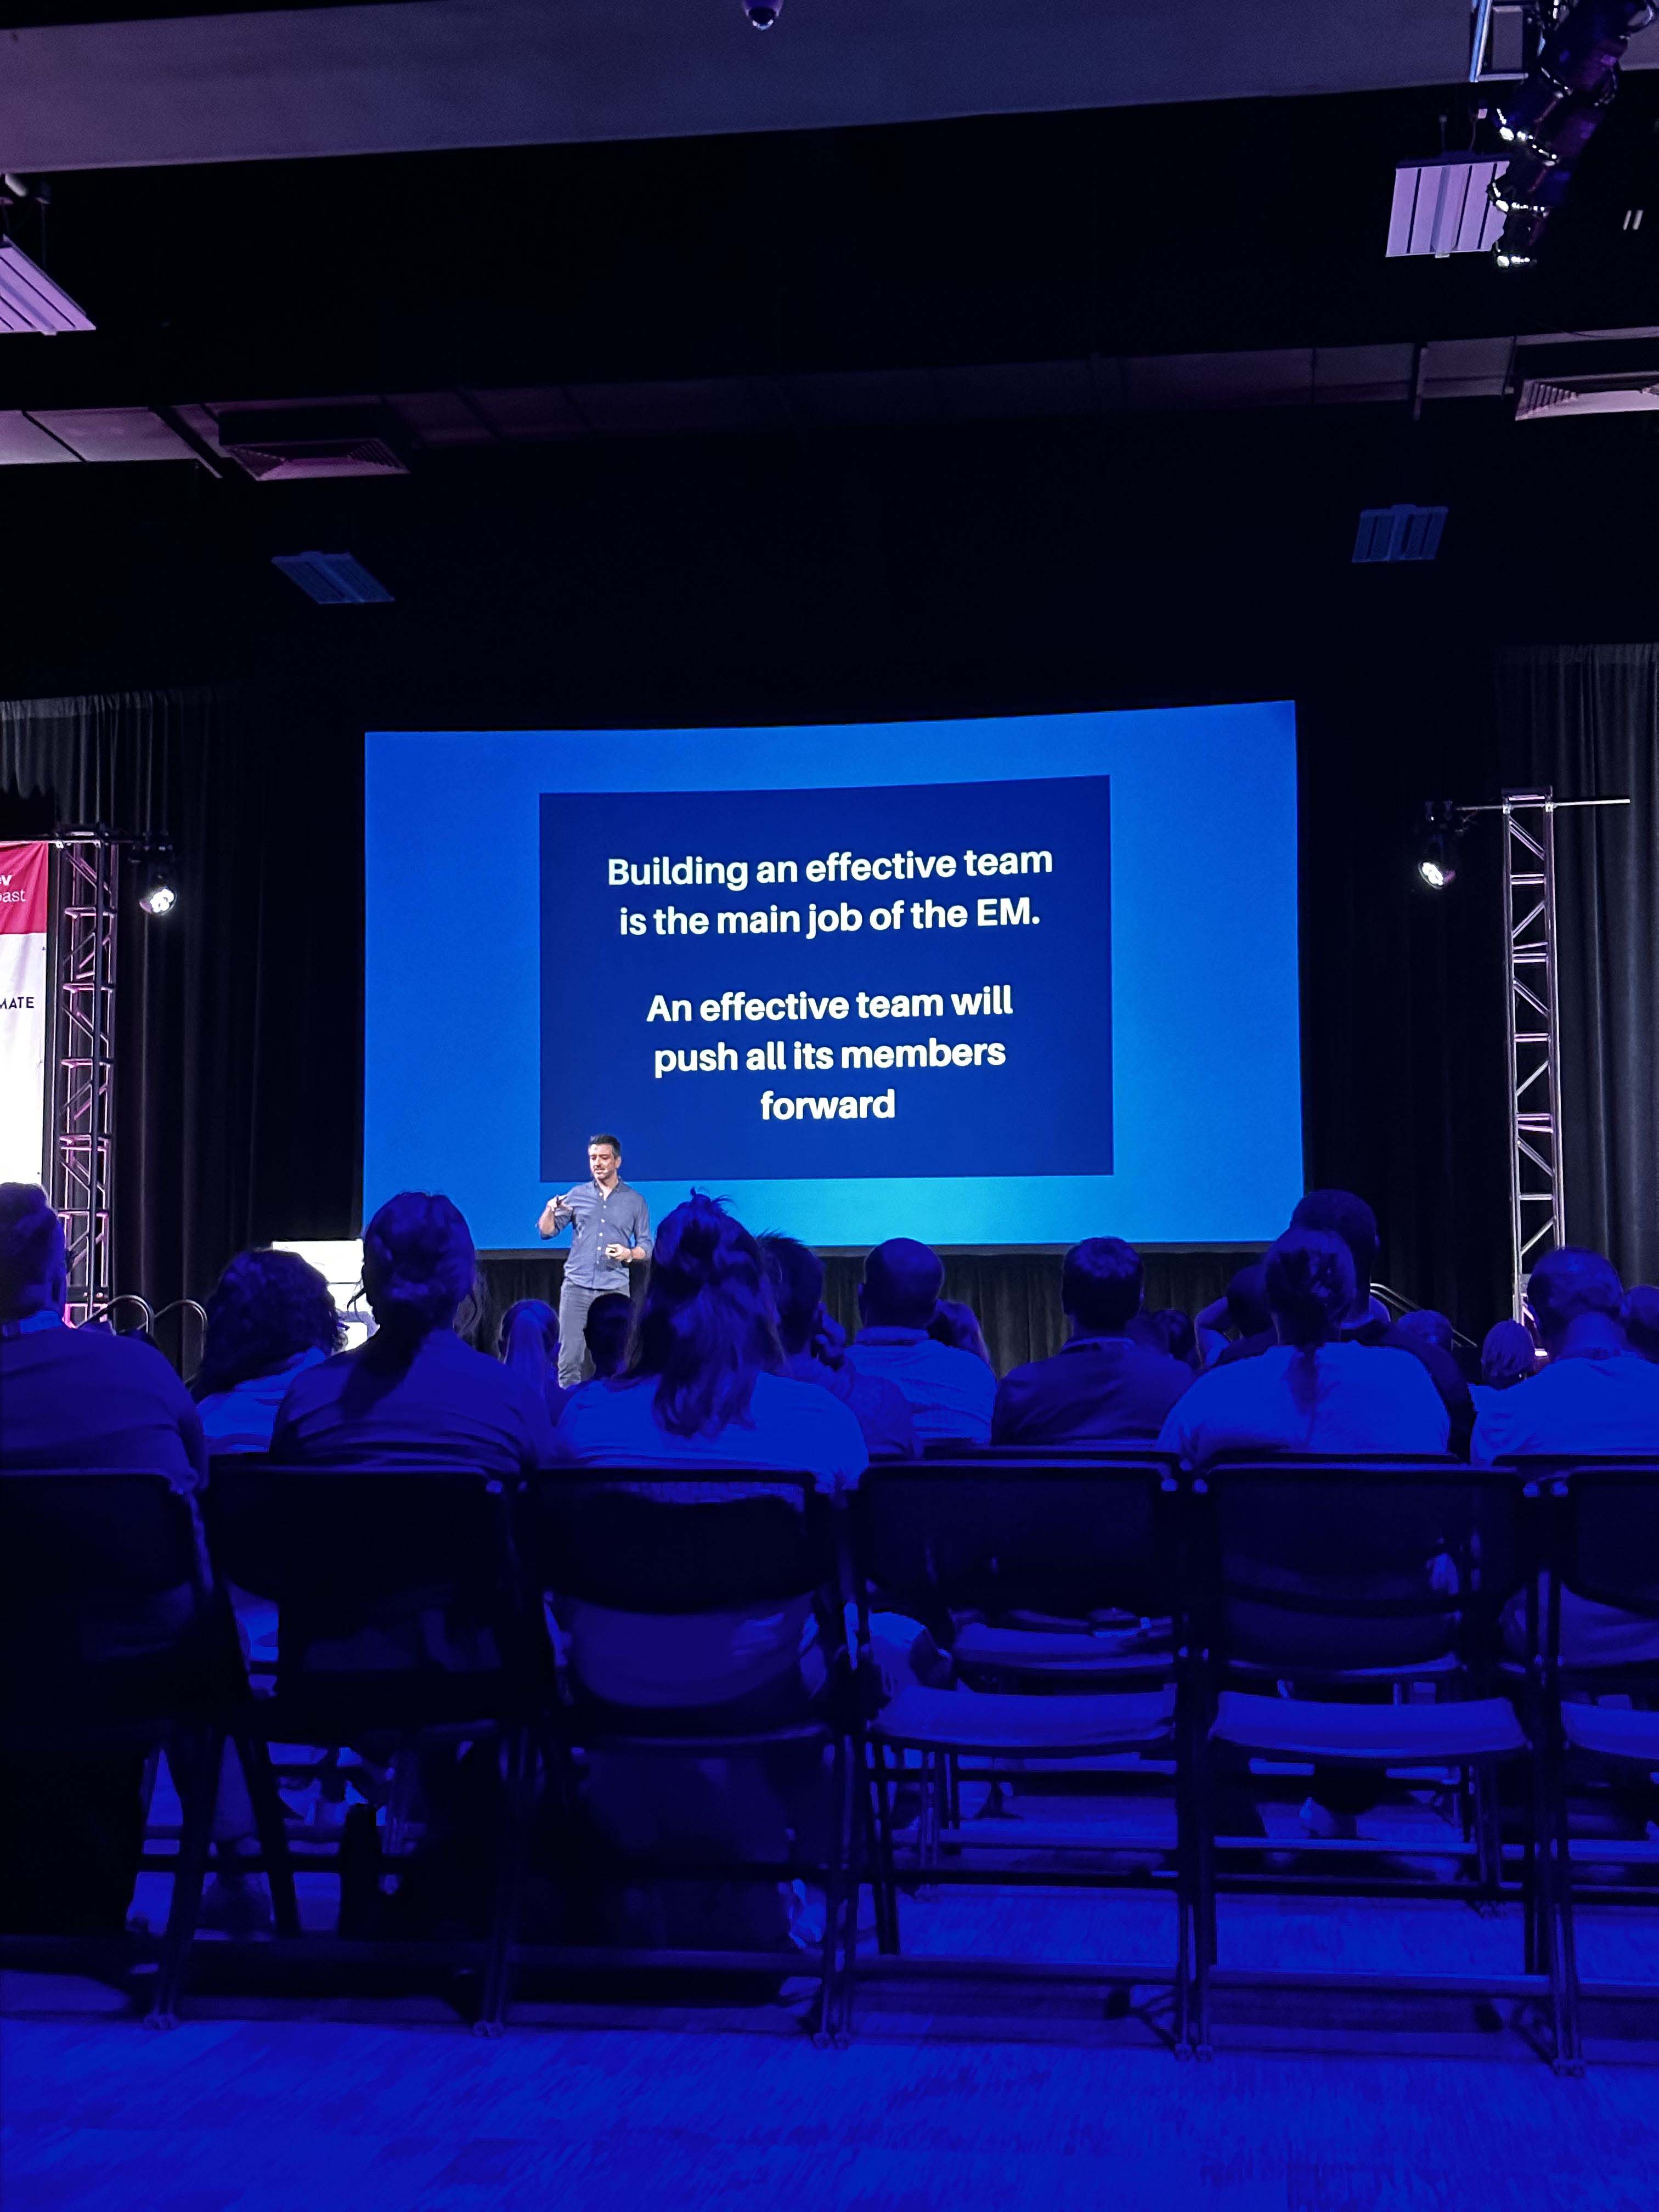 Building an effective team
is the main job of the EM.
An effective team will
push all its members
forward